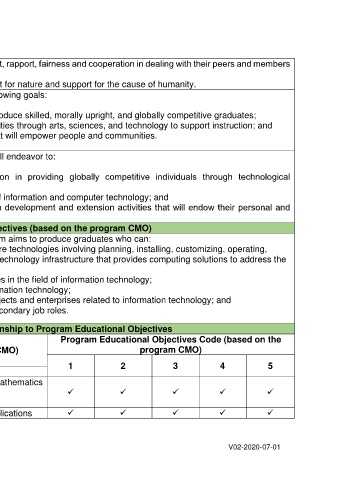 t, rapport, fairness and cooperation in dealing with their peers and members
t for nature and support for the cause of humanity.
owing goals:
oduce skilled, morally upright, and globally competitive graduates;
ities through arts, sciences, and technology to support instruction; and
at will empower people and communities.
ll endeavor to:
on in providing globally competitive individuals through technological
f information and computer technology; and
n development and extension activities that will endow their personal and
ectives (based on the program CMO)
m aims to produce graduates who can:
re technologies involving planning, installing, customizing, operating,
technology infrastructure that provides computing solutions to address the
es in the field of information technology;
mation technology;
jects and enterprises related to information technology; and
condary job roles.
nship to Program Educational Objectives
CMO)
Program Educational Objectives Code (based on the
program CMO)
1 2 3 4 5
athematics
✓ ✓ ✓ ✓ ✓
plications ✓ ✓ ✓ ✓ ✓
V02-2020-07-01